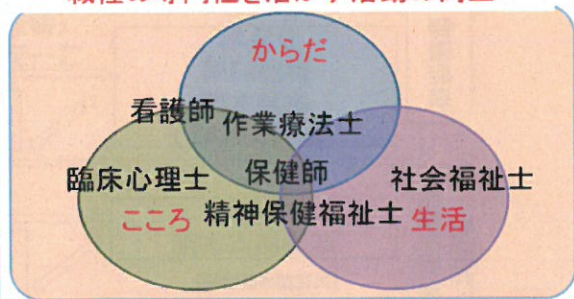 からだ
看護師
作業療法士
保健師
臨床心理士
社会福祉士
こころ
精神保健福祉士
生活